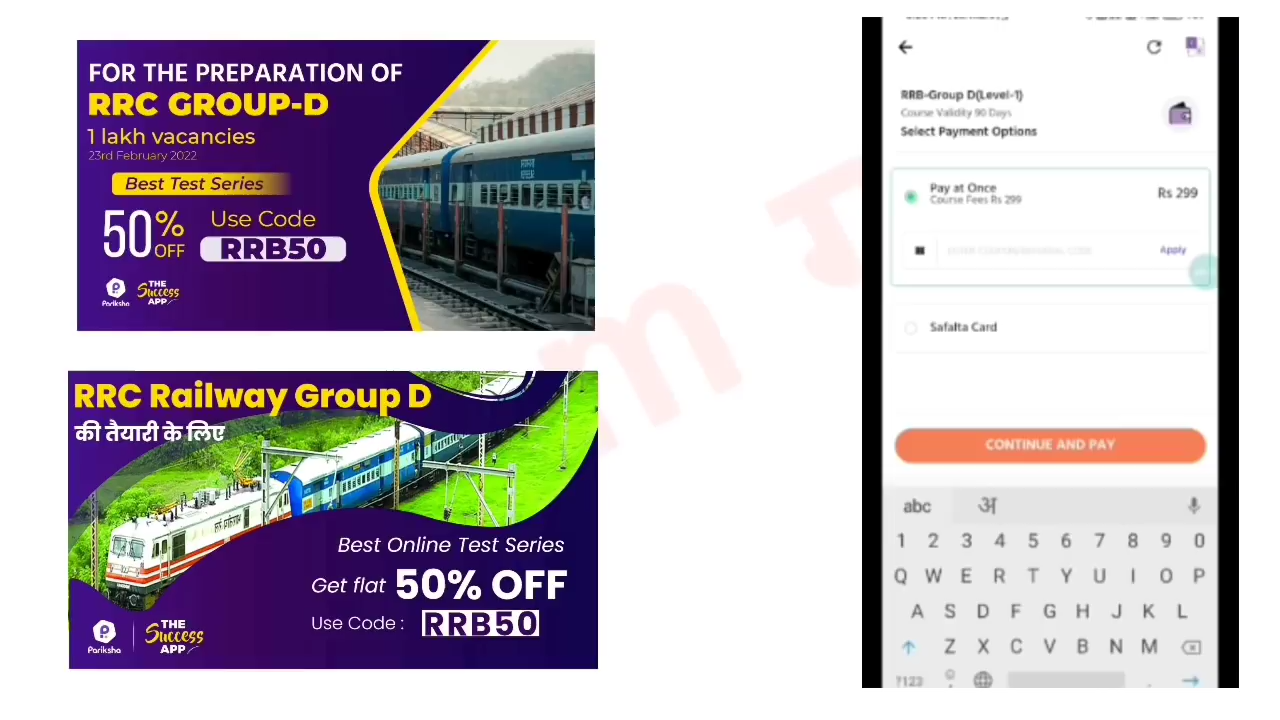 FOR THE PREPARATION OF
RRC GROUP-D
1 lakh vacancies
23rd February 2022
Best Test Series
50% OFF
Use Code
RRB50
Pariksha
THE Success APP
RRC Railway Group D
की तैयारी के लिए
Best Online Test Series
Get flat 50% OFF
Use Code : RRB50
Pariksha
THE Success APP
RRB-Group D(Level-1)
Course Validity 90 Days
Select Payment Options
Pay at Once
Rs 299
Course Fees Rs 299
Apply
Safalta Card
CONTINUE AND PAY
abc अ
1 2 3 4 5 6 7 8 9 0
Q W E R T Y U I O P
A S D F G H J K L
Z X C V B N M
?123